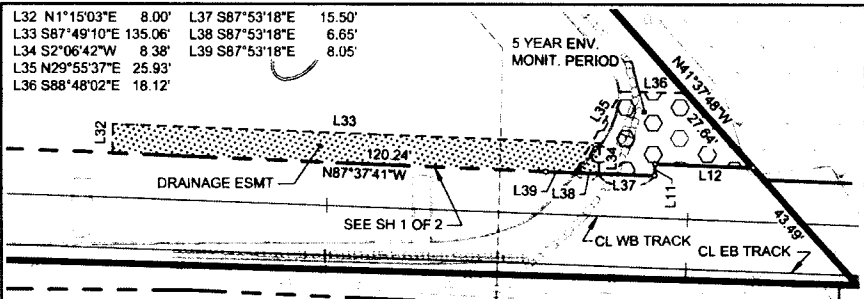 L32 N1°15'03"E 8.00' L37 S87°53'18"E 15.50'
L33 S87°49'10"E 135.06' L38 S87°53'18"E 6.65'
L34 S2°06'42"W 8.38' L39 S87°53'18"E 8.05'
L35 N29°55'37"E 25.93'
L36 S88°48'02"E 18.12'
5 YEAR ENV.
MONIT. PERIOD
L36
N41°37'48"W
27.64'
L35
L32
L33
L34
120.24'
N87°37'41"W
DRAINAGE ESMT
L39
L38
L37
L11
L12
SEE SH 1 OF 2
CL WB TRACK
43.49'
CL EB TRACK